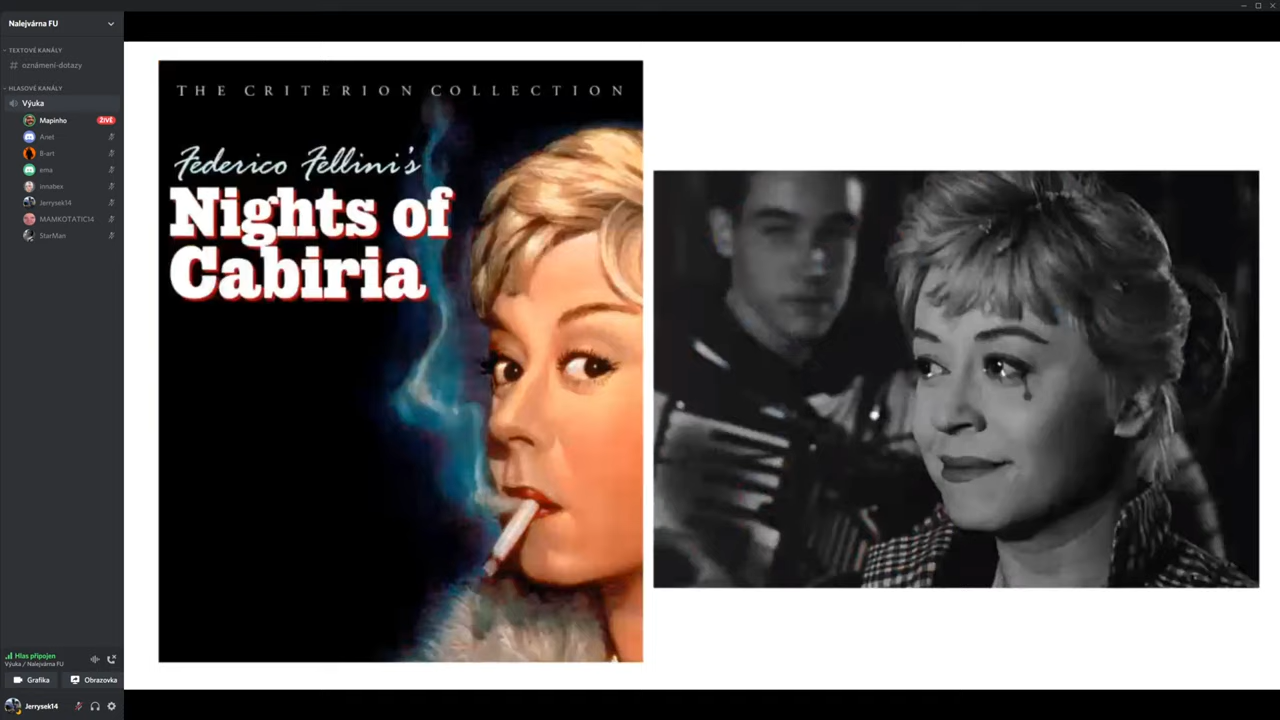 Nalejvárna FU
TEXTOVÉ KANÁLY
# oznámení-dotazy
HLASOVÉ KANÁLY
Výuka
Mapinho ŽIVĚ
Anet
B-art
ema
innabex
Jerrysek14
MAMKOTATIC14
StarMan
Hlas připojen
Výuka / Nalejvárna FU
Grafika Obrazovka
Jerrysek14
THE CRITERION COLLECTION
Federico Fellini's
Nights of
Cabiria